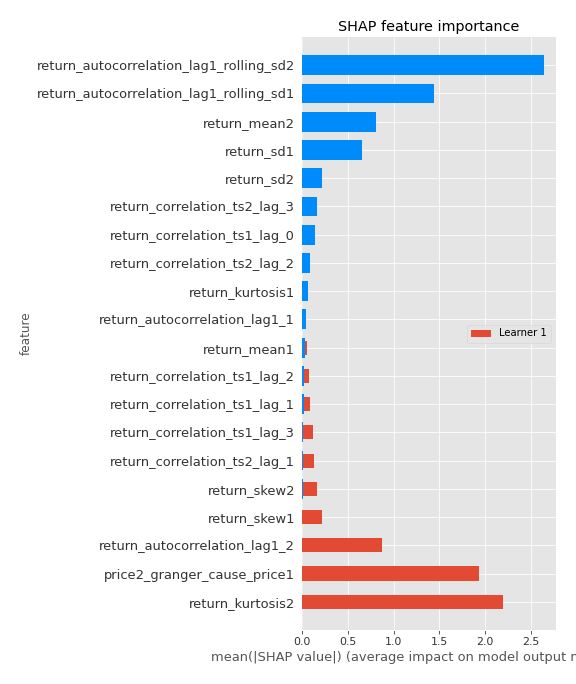 SHAP feature importance
return_autocorrelation_lag1_rolling_sd2
return_autocorrelation_lag1_rolling_sd1
return_mean2
return_sd1
return_sd2
return_correlation_ts2_lag_3
return_correlation_ts1_lag_0
return_correlation_ts2_lag_2
return_kurtosis1
return_autocorrelation_lag1_1
return_mean1
return_correlation_ts1_lag_2
return_correlation_ts1_lag_1
return_correlation_ts1_lag_3
return_correlation_ts2_lag_1
return_skew2
return_skew1
return_autocorrelation_lag1_2
price2_granger_cause_price1
return_kurtosis2
feature
Learner 1
0.0 0.5 1.0 1.5 2.0 2.5
mean(|SHAP value|) (average impact on model output